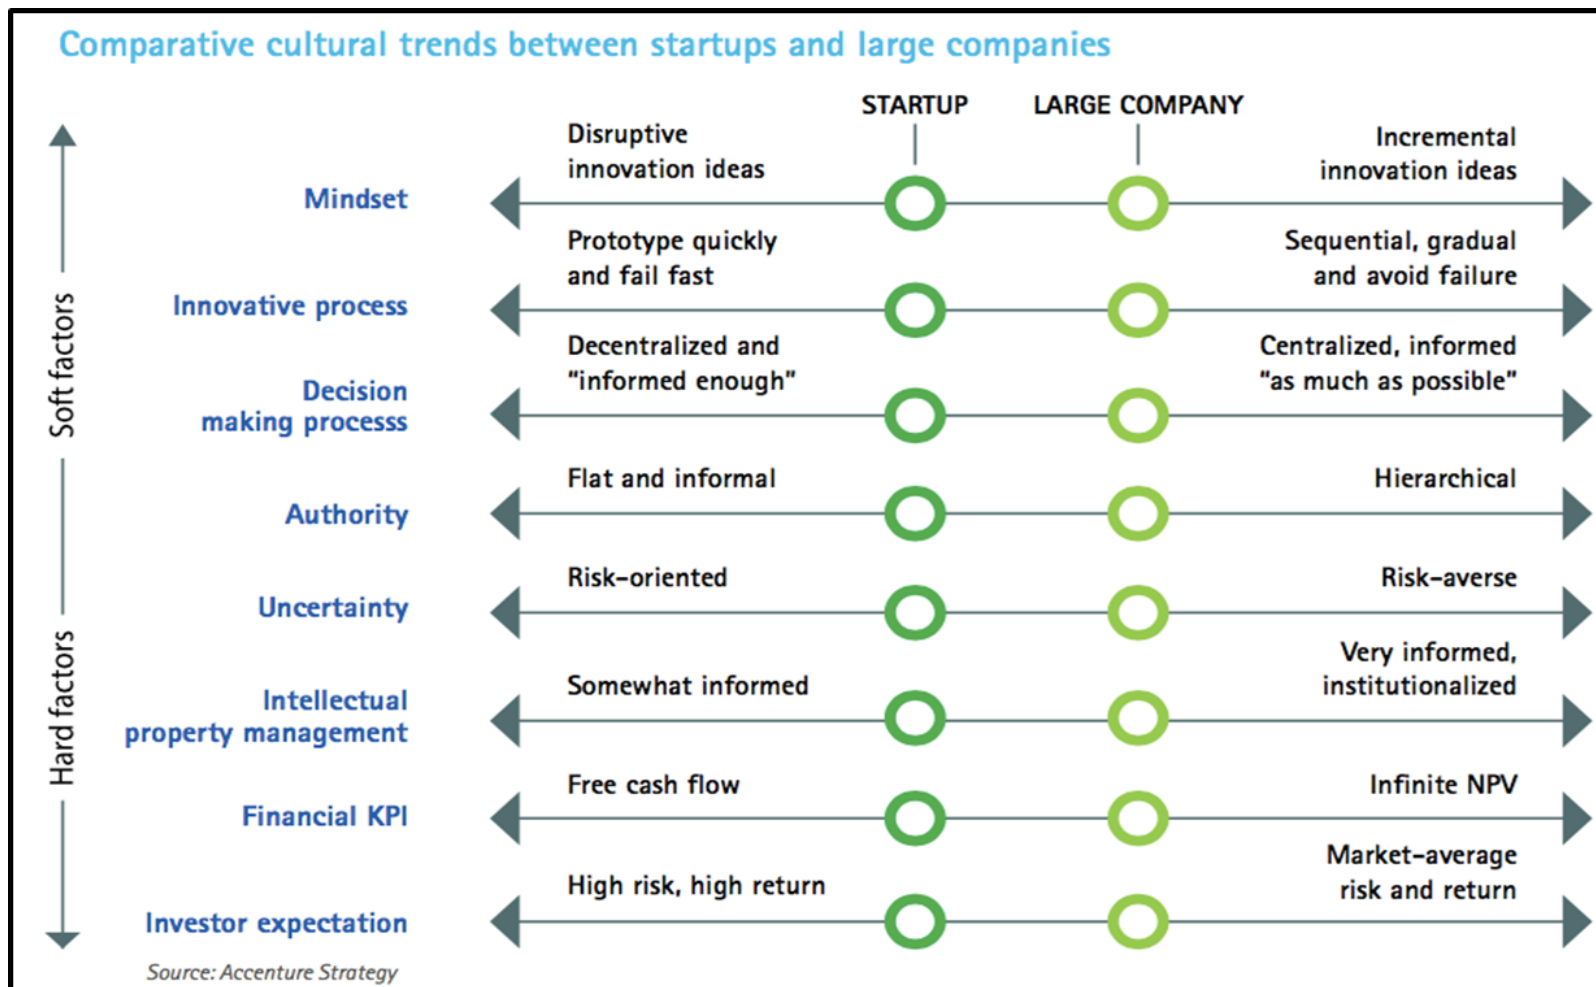 Comparative cultural trends between startups and large companies
STARTUP
LARGE COMPANY
Soft factors
Hard factors
Mindset
Disruptive
innovation ideas
Incremental
innovation ideas
Innovative process
Prototype quickly
and fail fast
Sequential, gradual
and avoid failure
Decision
making processs
Decentralized and
“informed enough”
Centralized, informed
“as much as possible”
Authority
Flat and informal
Hierarchical
Uncertainty
Risk-oriented
Risk-averse
Intellectual
property management
Somewhat informed
Very informed,
institutionalized
Financial KPI
Free cash flow
Infinite NPV
Investor expectation
High risk, high return
Market-average
risk and return
Source: Accenture Strategy